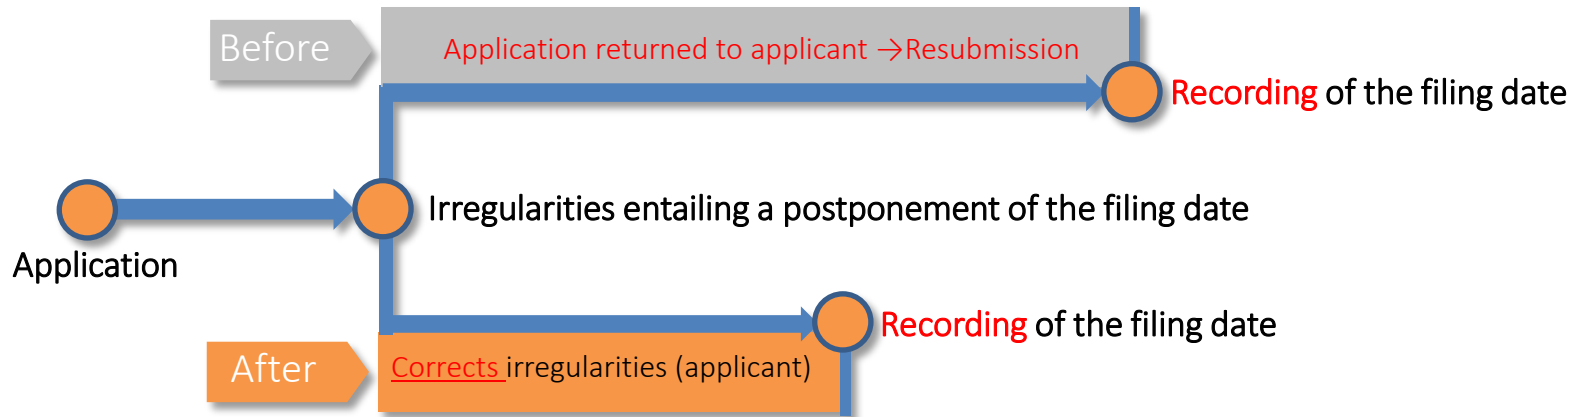 Before
Application returned to applicant →Resubmission
Recording of the filing date
Irregularities entailing a postponement of the filing date
Application
Recording of the filing date
After
Corrects irregularities (applicant)